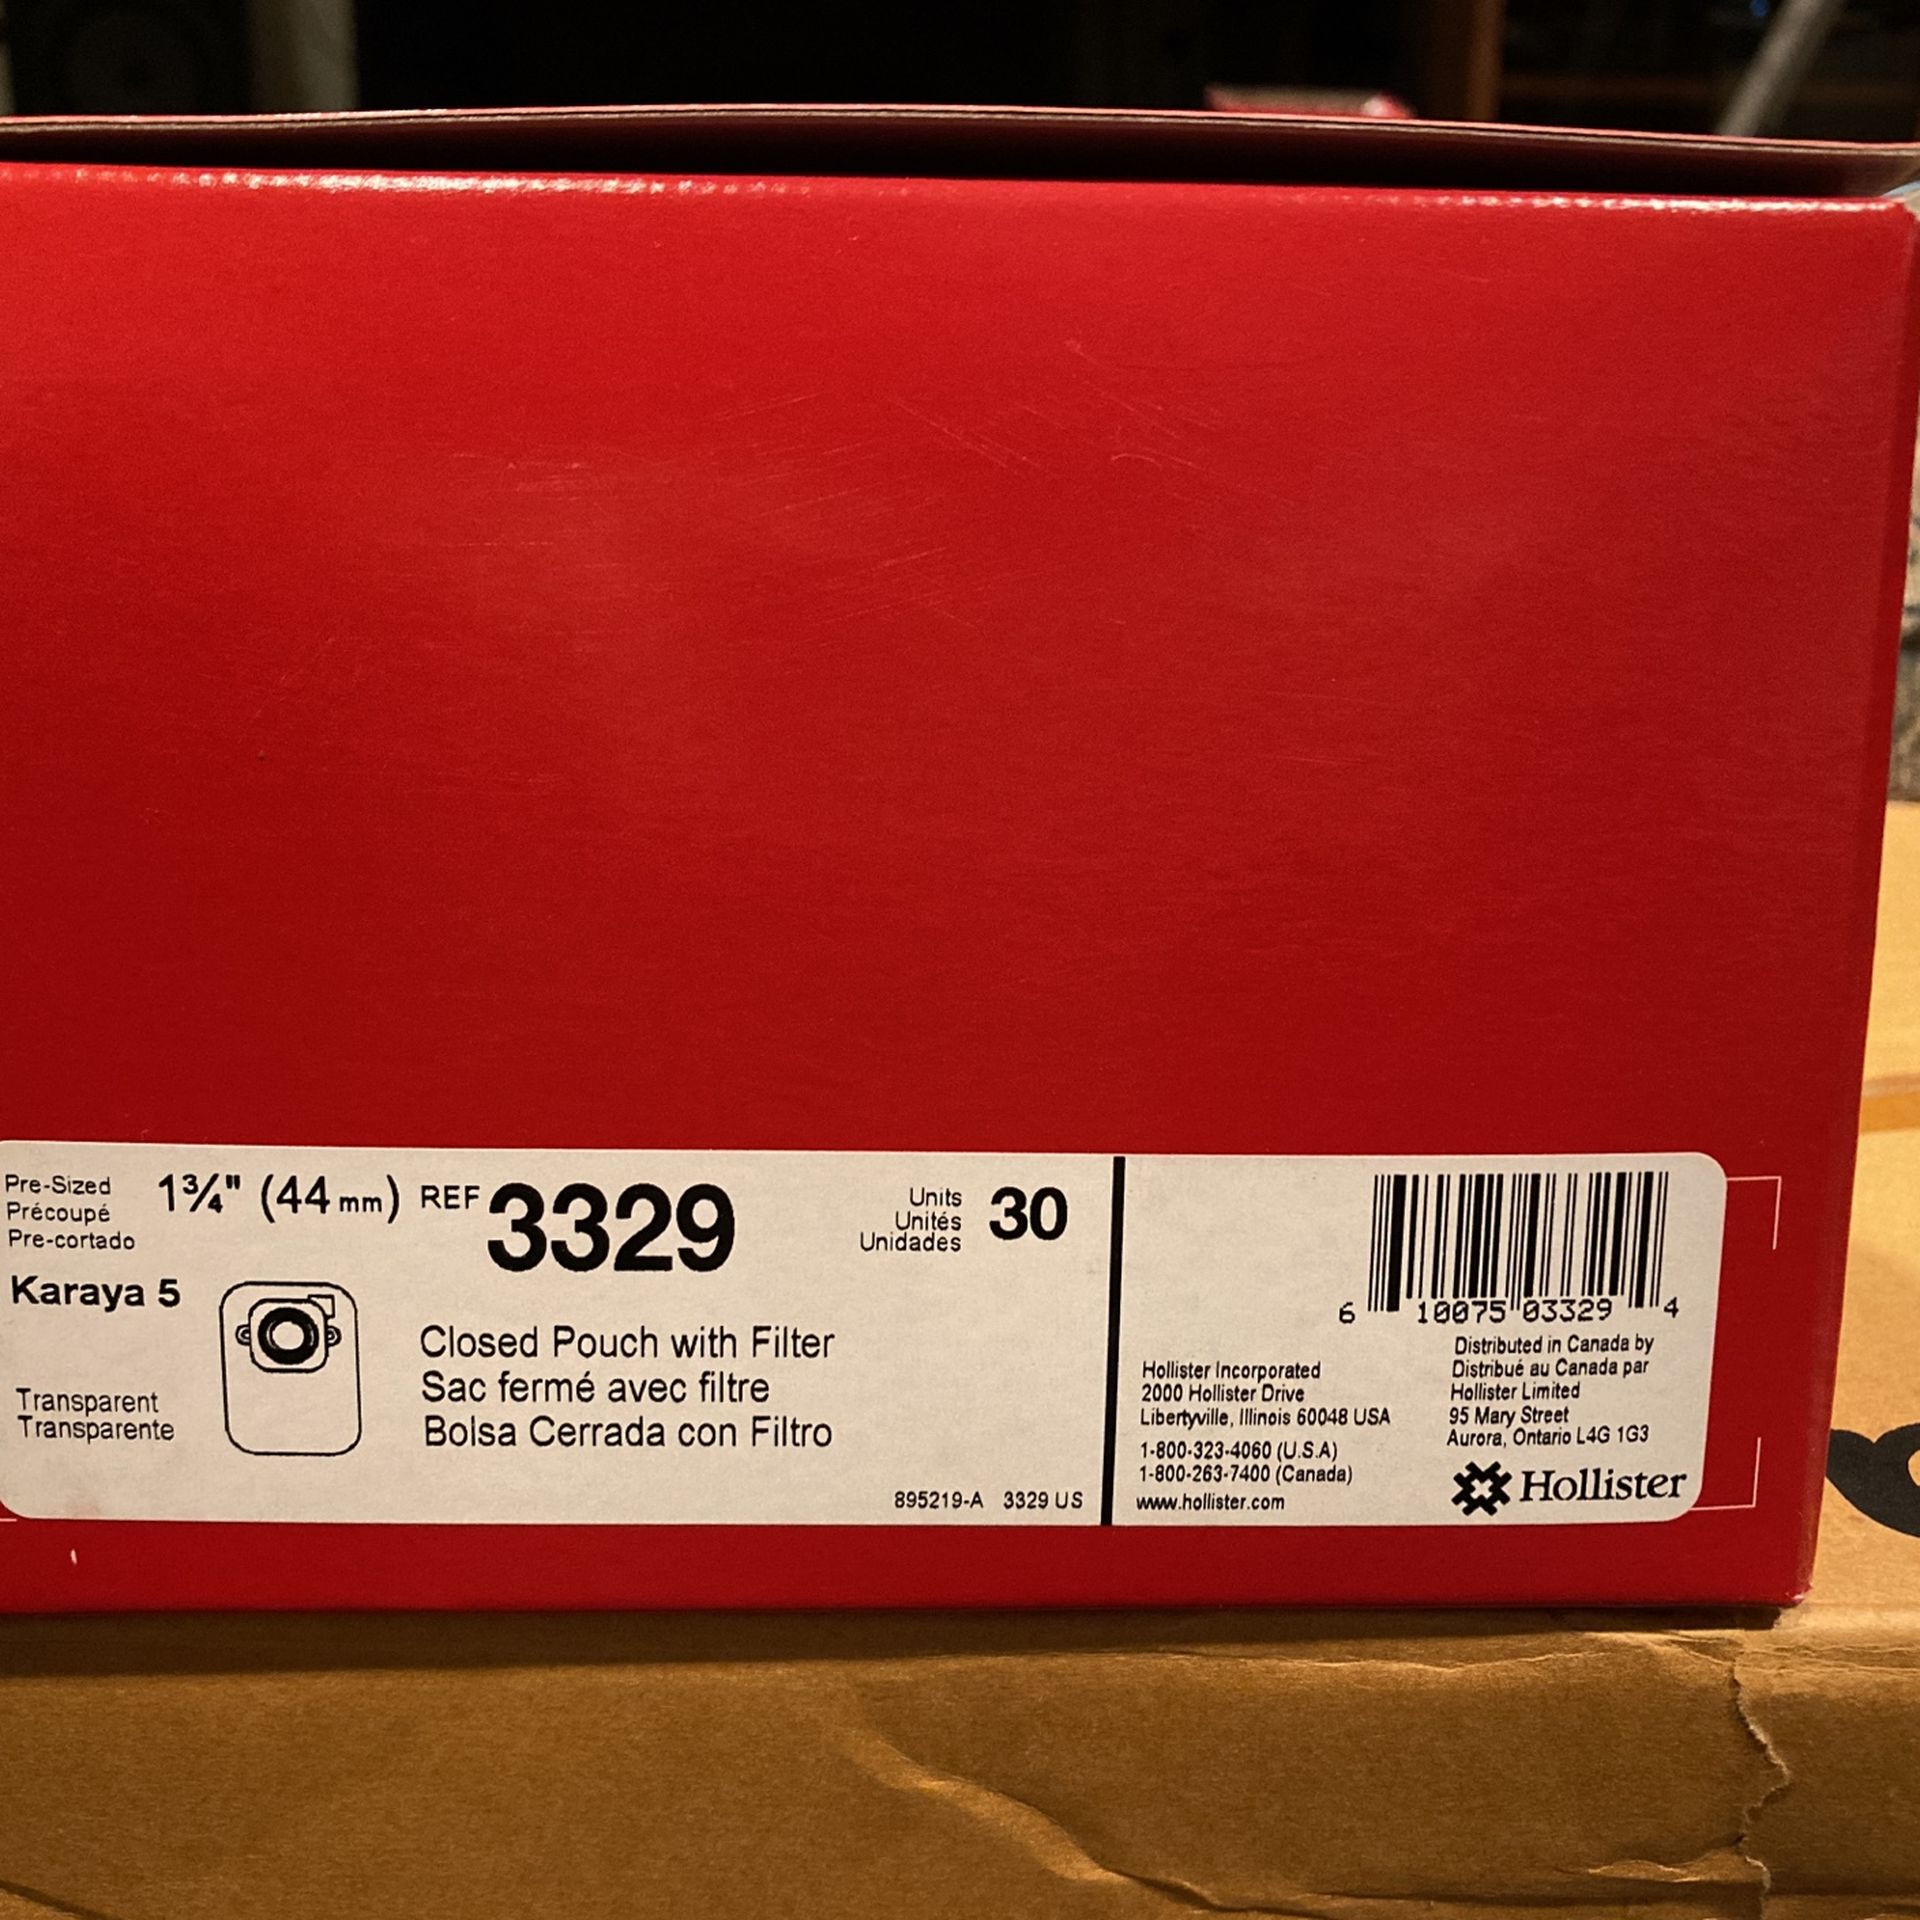 Pre-Sized
Précoupé
Pre-cortado
1¾" (44 mm)
REF 3329
Units
Unités
Unidades
30
Karaya 5
Transparent
Transparente
Closed Pouch with Filter
Sac fermé avec filtre
Bolsa Cerrada con Filtro
895219-A 3329 US
6 10075 03329 4
Hollister Incorporated
2000 Hollister Drive
Libertyville, Illinois 60048 USA
1-800-323-4060 (U.S.A)
1-800-263-7400 (Canada)
www.hollister.com
Distributed in Canada by
Distribué au Canada par
Hollister Limited
95 Mary Street
Aurora, Ontario L4G 1G3
Hollister